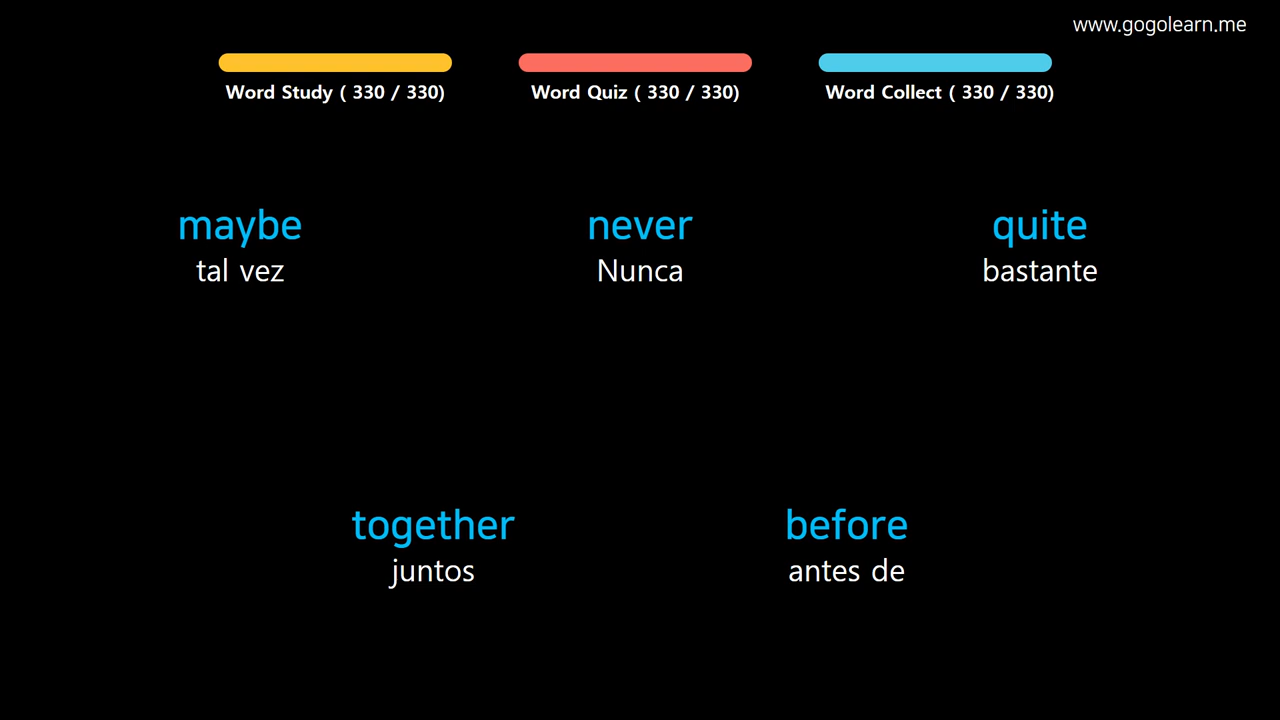 www.gogolearn.me
Word Study ( 330 / 330)
Word Quiz ( 330 / 330)
Word Collect ( 330 / 330)
maybe
tal vez
never
Nunca
quite
bastante
together
juntos
before
antes de